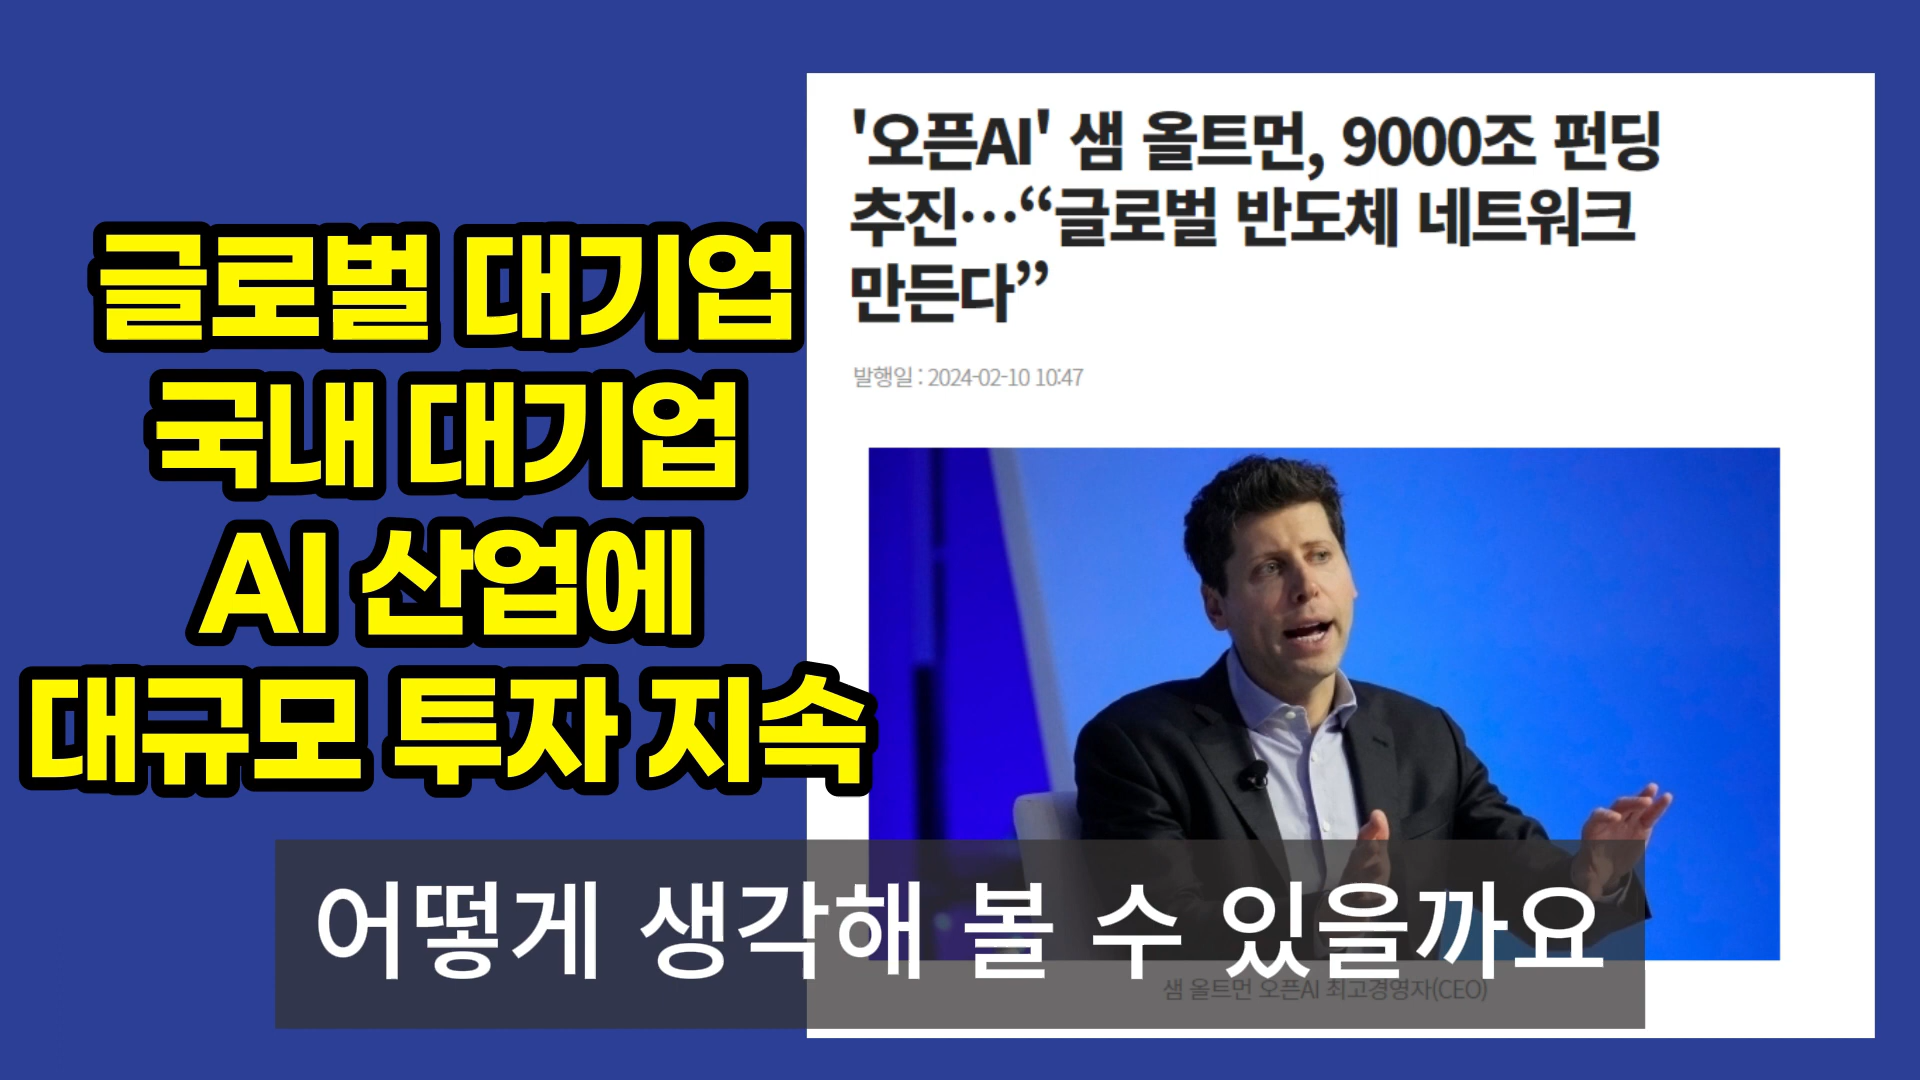 글로벌 대기업
국내 대기업
AI 산업에
대규모 투자 지속
'오픈AI' 샘 올트먼, 9000조 펀딩
추진…“글로벌 반도체 네트워크
만든다”
발행일 : 2024-02-10 10:47
샘 올트먼 오픈AI 최고경영자(CEO)
어떻게 생각해 볼 수 있을까요